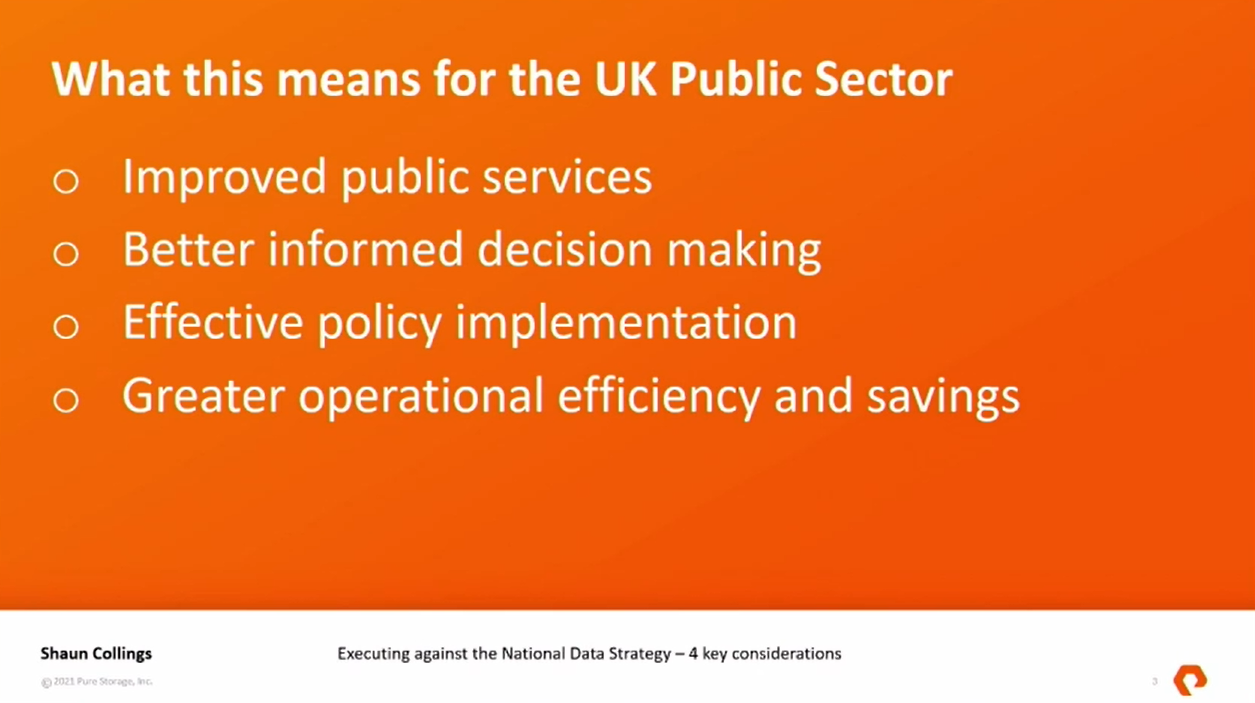 What this means for the UK Public Sector
o Improved public services
o Better informed decision making
o Effective policy implementation
o Greater operational efficiency and savings
Shaun Collings
Executing against the National Data Strategy – 4 key considerations
© 2021 Pure Storage, Inc.
3